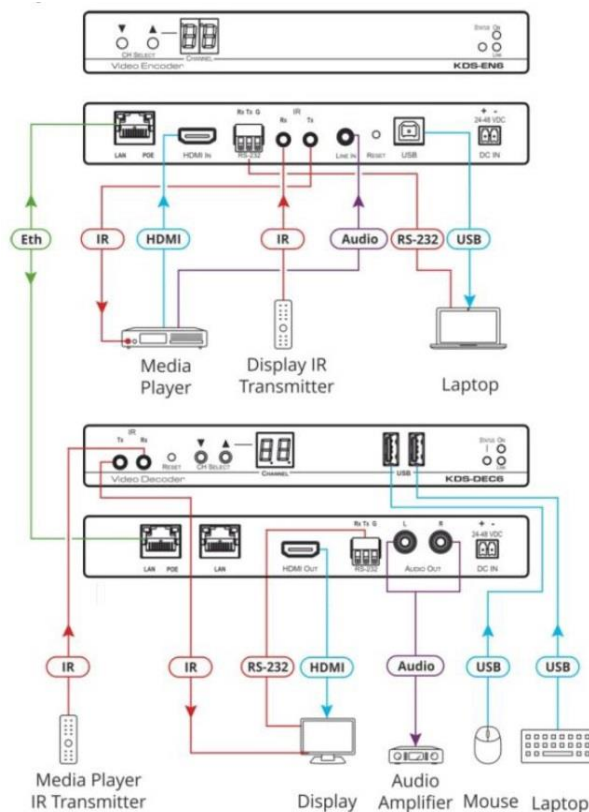 STATUS ON
CH SELECT
CHANNEL
LINK
Video Encoder
KDS-EN6
IR
Rx Tx G
Rx
Tx
+ -
24-48 VDC
LAN
POE
HDMI IN
RS-232
LINE IN
RESET
USB
DC IN
Eth
IR
HDMI
IR
Audio
RS-232
USB
Media
Player
Display IR
Transmitter
Laptop
IR
Tx
Rx
STATUS ON
RESET
CH SELECT
CHANNEL
USB
LINK
Video Decoder
KDS-DEC6
Rx Tx G
L
R
+ -
24-48 VDC
LAN
POE
LAN
HDMI OUT
RS-232
AUDIO OUT
DC IN
IR
IR
RS-232
HDMI
Audio
USB
USB
Media Player
IR Transmitter
Display
Audio
Amplifier
Mouse
Laptop